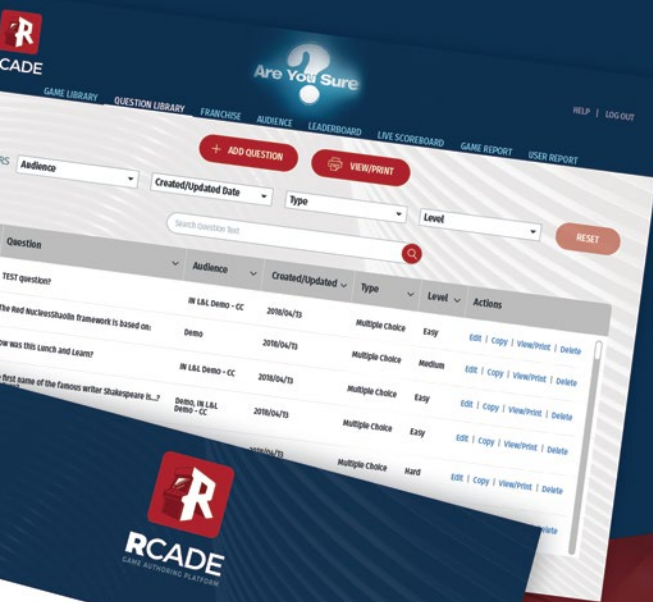 CADE
Are You Sure
?
HELP | LOG OUT
GAME LIBRARY QUESTION LIBRARY FRANCHISE AUDIENCE LEADERBOARD LIVE SCOREBOARD GAME REPORT USER REPORT
+ ADD QUESTION VIEW/PRINT
RS Audience Created/Updated Date Type Level RESET
Search Question Text
Question Audience Created/Updated Type Level Actions
TEST question? IN L&L Demo - CC 2018/04/13 Multiple Choice Easy Edit | Copy | View/Print | Delete
The Red NucleusShaolin framework is based on: Demo 2018/04/13 Multiple Choice Medium Edit | Copy | View/Print | Delete
ow was this Lunch and Learn? IN L&L Demo - CC 2018/04/13 Multiple Choice Easy Edit | Copy | View/Print | Delete
first name of the famous writer Shakespeare is...? Demo, IN L&L Demo - CC 2018/04/13 Multiple Choice Easy Edit | Copy | View/Print | Delete
2018/04/13 Multiple Choice Hard Edit | Copy | View/Print | Delete
elete
R
RCADE
GAME AUTHORING PLATFORM